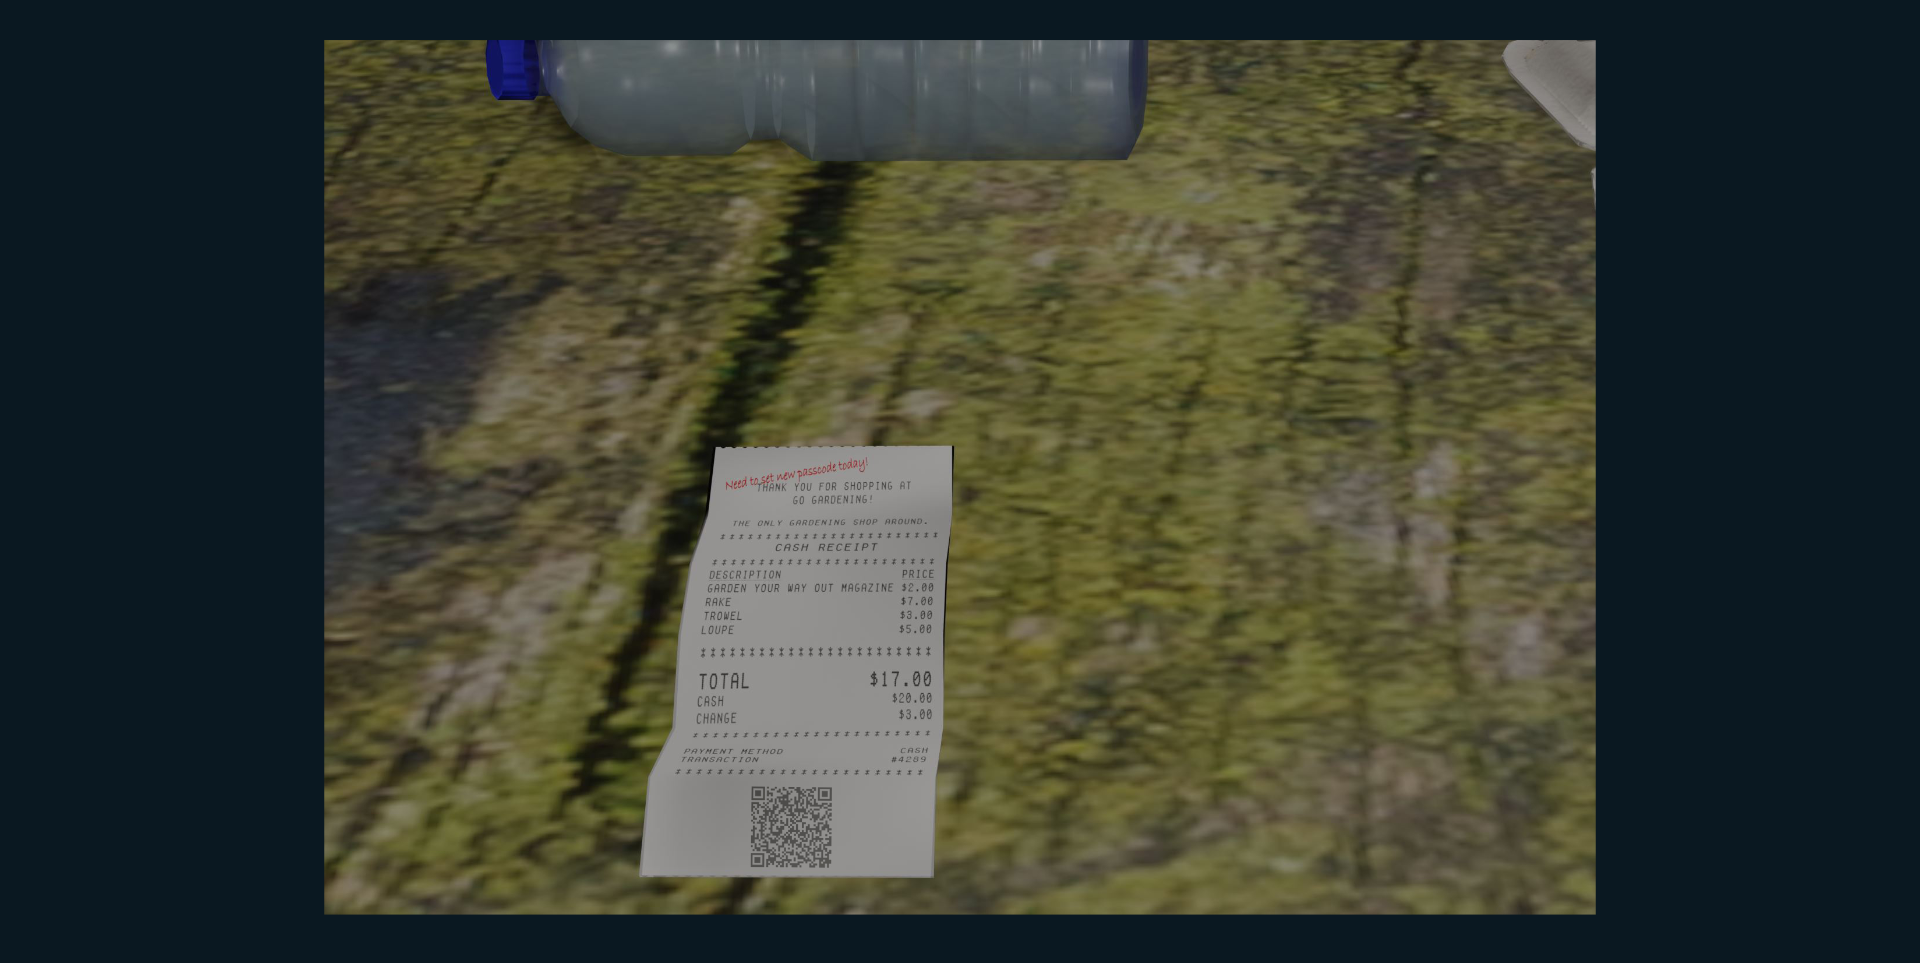 Need to set new passcode today!
THANK YOU FOR SHOPPING AT
GO GARDENING!
THE ONLY GARDENING SHOP AROUND.
***********************
CASH RECEIPT
***********************
DESCRIPTION PRICE
GARDEN YOUR WAY OUT MAGAZINE $2.00
RAKE $7.00
TROWEL $3.00
LOUPE $5.00
************************
TOTAL $17.00
CASH $20.00
CHANGE $3.00
***********************
PAYMENT METHOD CASH
TRANSACTION #4289
***********************